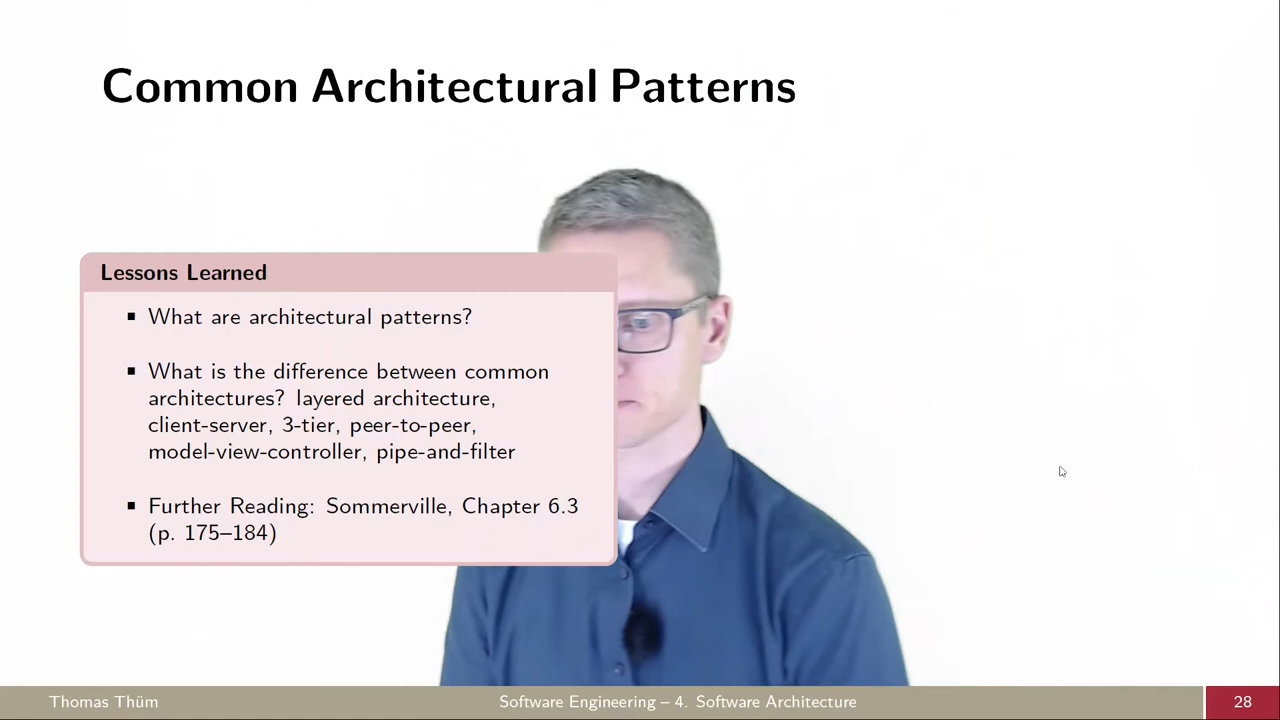 Common Architectural Patterns
Lessons Learned
▪ What are architectural patterns?
▪ What is the difference between common
architectures? layered architecture,
client-server, 3-tier, peer-to-peer,
model-view-controller, pipe-and-filter
▪ Further Reading: Sommerville, Chapter 6.3
(p. 175–184)
Thomas Thüm
Software Engineering – 4. Software Architecture
28